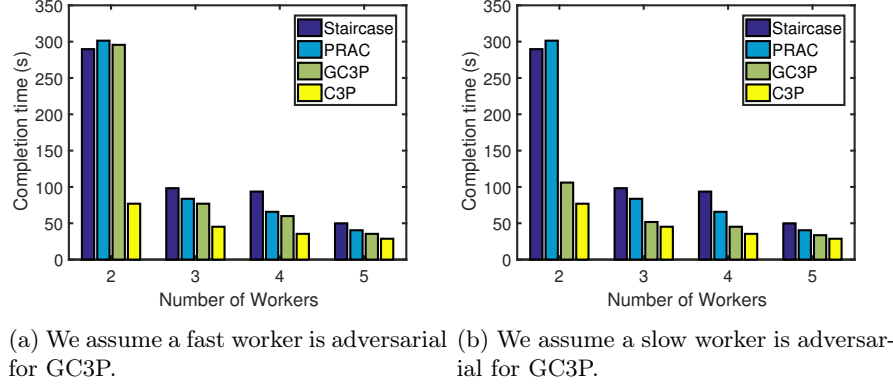 350
300
250
200
150
100
50
0
Completion time (s)
Staircase
PRAC
GC3P
C3P
2 3 4 5
Number of Workers
350
300
250
200
150
100
50
0
Completion time (s)
Staircase
PRAC
GC3P
C3P
2 3 4 5
Number of Workers
(a) We assume a fast worker is adversarial
for GC3P.
(b) We assume a slow worker is adversar-
ial for GC3P.